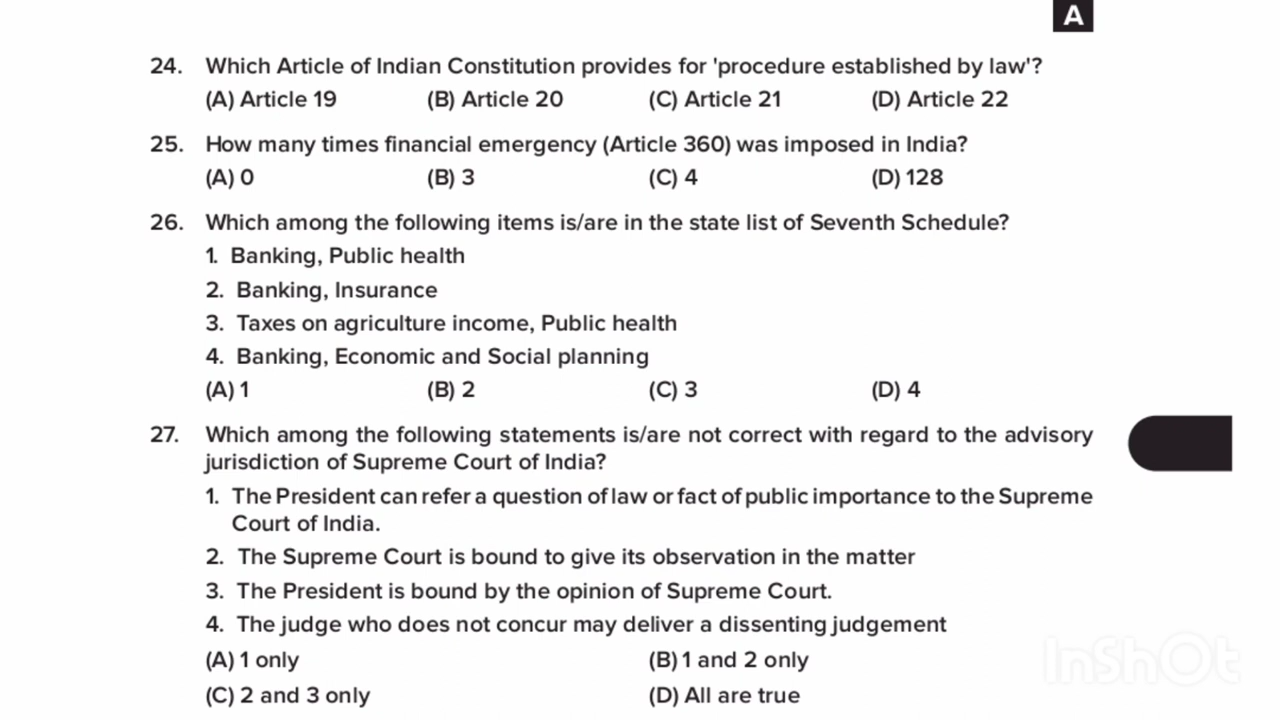 A
24. Which Article of Indian Constitution provides for 'procedure established by law'?
(A) Article 19 (B) Article 20 (C) Article 21 (D) Article 22
25. How many times financial emergency (Article 360) was imposed in India?
(A) 0 (B) 3 (C) 4 (D) 128
26. Which among the following items is/are in the state list of Seventh Schedule?
1. Banking, Public health
2. Banking, Insurance
3. Taxes on agriculture income, Public health
4. Banking, Economic and Social planning
(A) 1 (B) 2 (C) 3 (D) 4
27. Which among the following statements is/are not correct with regard to the advisory
jurisdiction of Supreme Court of India?
1. The President can refer a question of law or fact of public importance to the Supreme
Court of India.
2. The Supreme Court is bound to give its observation in the matter
3. The President is bound by the opinion of Supreme Court.
4. The judge who does not concur may deliver a dissenting judgement
(A) 1 only (B) 1 and 2 only
(C) 2 and 3 only (D) All are true
InShOt